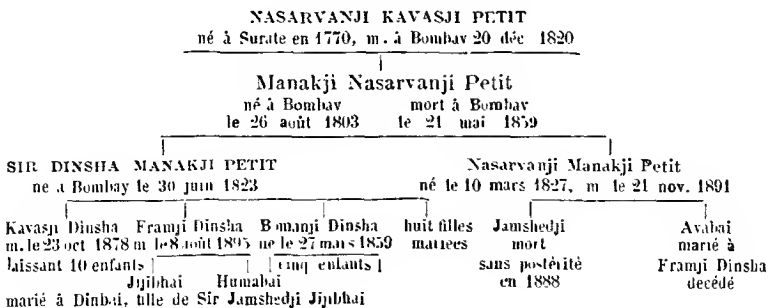 NASARVANJI KAVASJI PETIT
né à Surate en 1770, m. à Bombay 20 déc 1820
Manakji Nasarvanji Petit
né à Bombay mort à Bombay
le 26 août 1803 le 21 mai 1859
SIR DINSHA MANAKJI PETIT Nasarvanji Manakji Petit
né à Bombay le 30 juin 1823 né le 10 mars 1827, m le 21 nov. 1891
Kavasji Dinsha Framji Dinsha Bomanji Dinsha huit filles Jamshedji Avabai
m. le 23 oct 1878 m le 8 août 1895 né le 27 mars 1859 mariees mort marié à
laissant 10 enfants cinq enfants sans postérité Framji Dinsha
Jijibhai Humabai en 1888 decédé
marié à Dinbai, fille de Sir Jamshedji Jijibhai